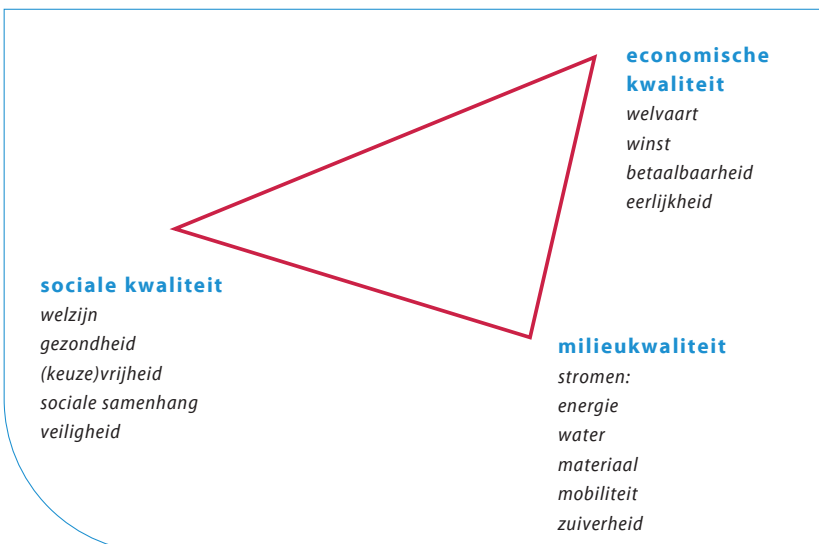 economische
kwaliteit
welvaart
winst
betaalbaarheid
eerlijkheid
sociale kwaliteit
welzijn
gezondheid
(keuze)vrijheid
sociale samenhang
veiligheid
milieukwaliteit
stromen:
energie
water
materiaal
mobiliteit
zuiverheid